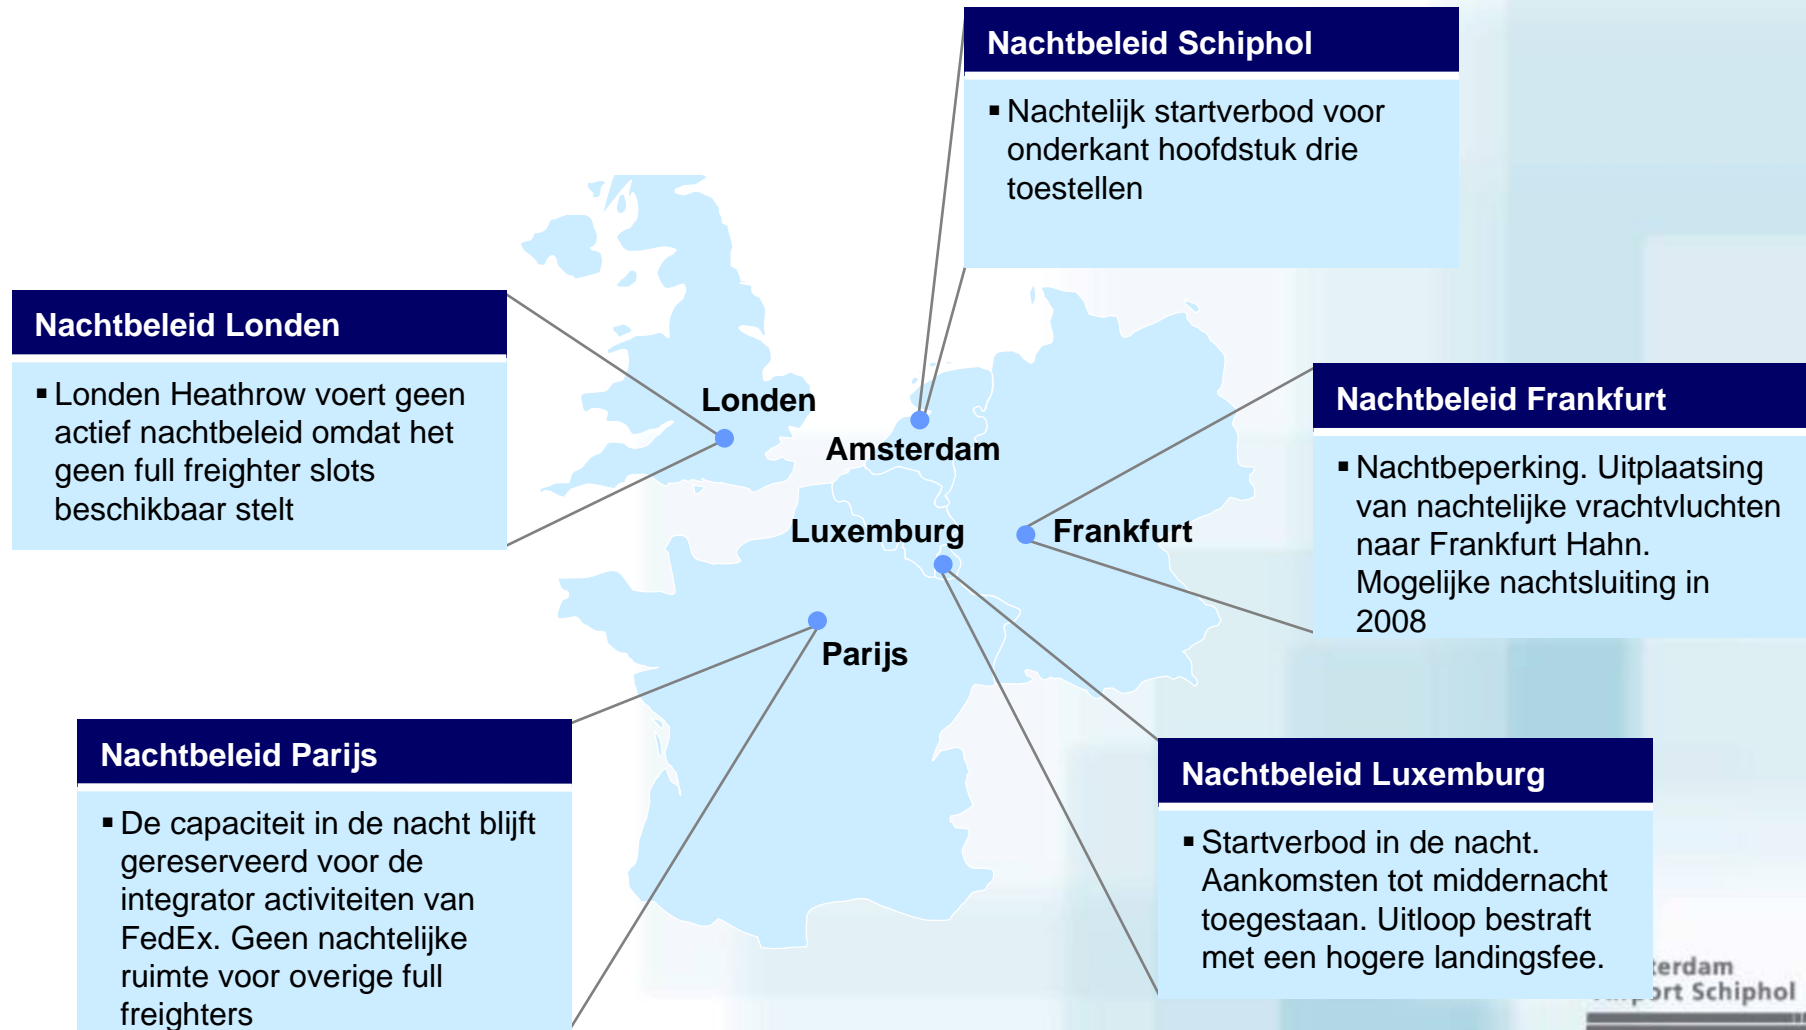 Nachtbeleid Schiphol
▪ Nachtelijk startverbod voor
onderkant hoofdstuk drie
toestellen
Nachtbeleid Londen
▪ Londen Heathrow voert geen
actief nachtbeleid omdat het
geen full freighter slots
beschikbaar stelt
Londen
Amsterdam
Luxemburg
Frankfurt
Parijs
Nachtbeleid Frankfurt
▪ Nachtbeperking. Uitplaatsing
van nachtelijke vrachtvluchten
naar Frankfurt Hahn.
Mogelijke nachtsluiting in
2008
Nachtbeleid Parijs
▪ De capaciteit in de nacht blijft
gereserveerd voor de
integrator activiteiten van
FedEx. Geen nachtelijke
ruimte voor overige full
freighters
Nachtbeleid Luxemburg
▪ Startverbod in de nacht.
Aankomsten tot middernacht
toegestaan. Uitloop bestraft
met een hogere landingsfee.
terdam
port Schiphol